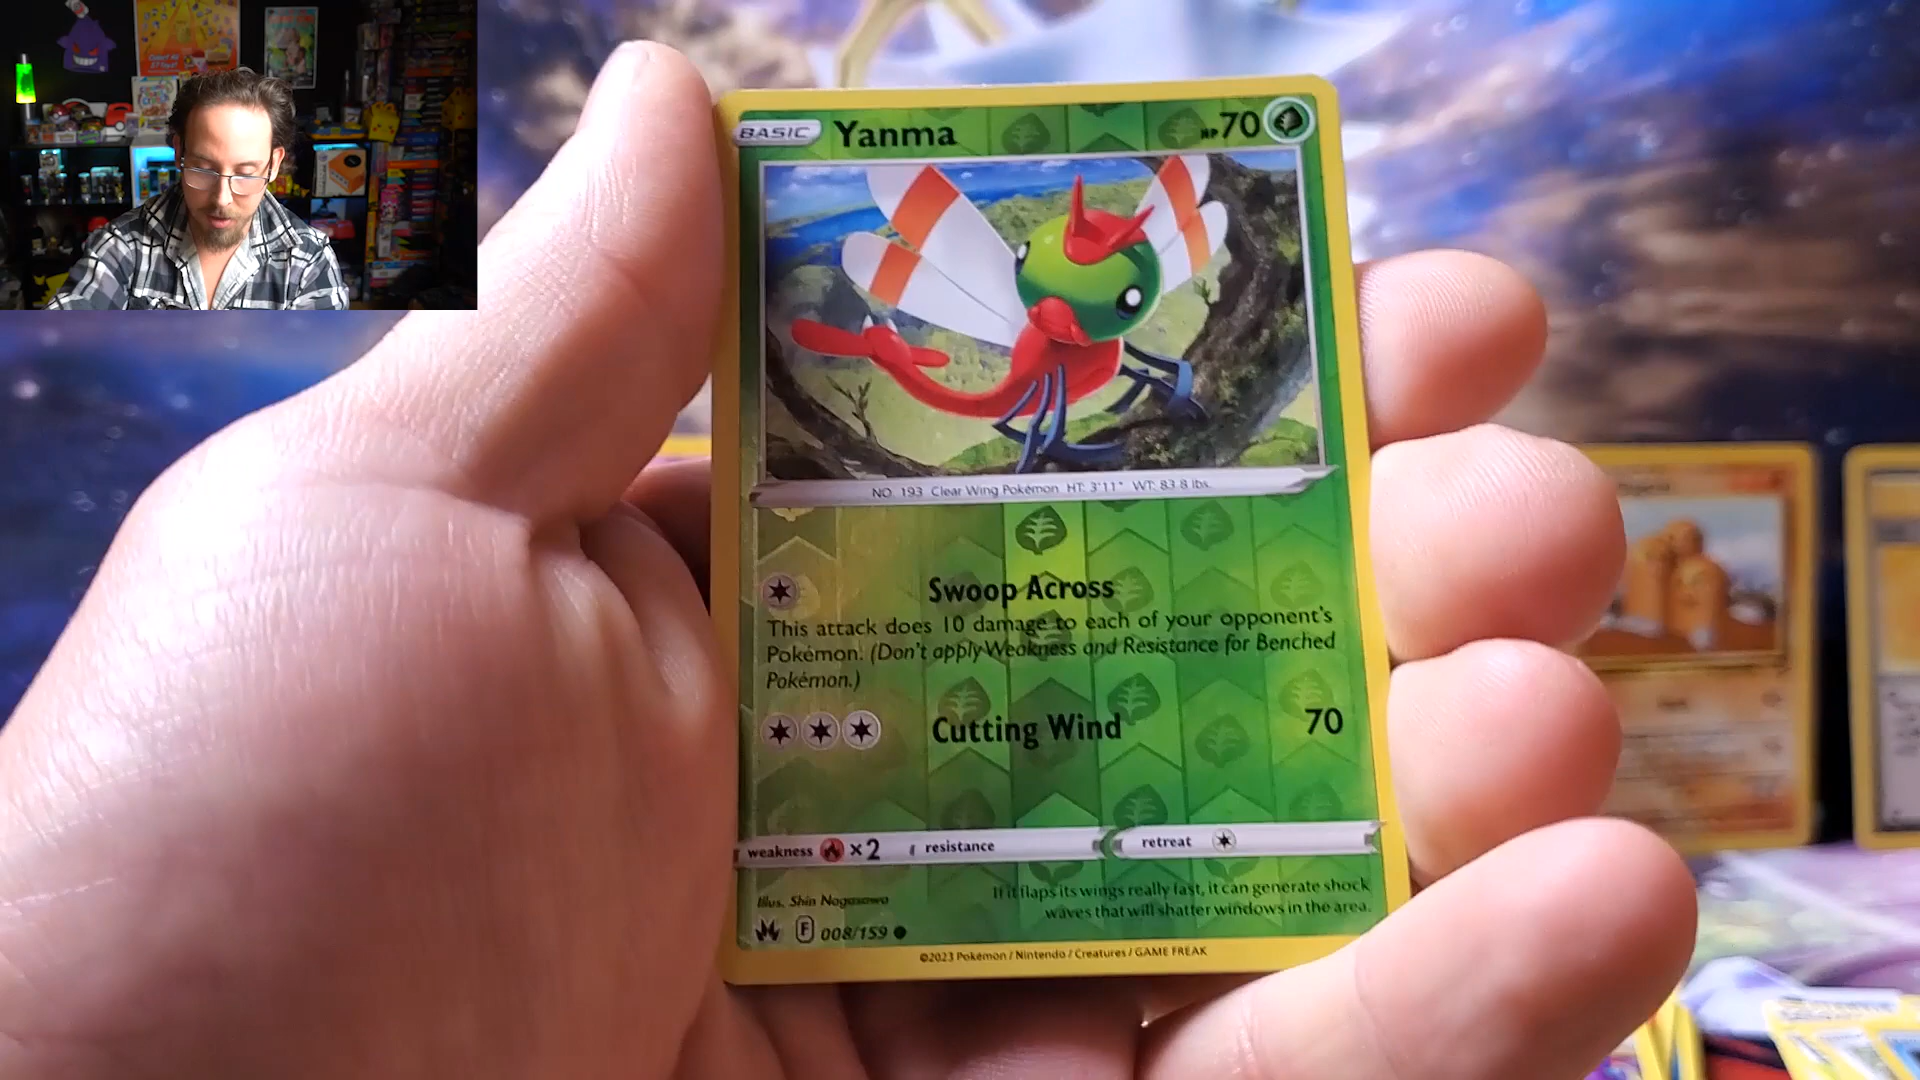 BASIC Yanma HP 70
NO. 193 Clear Wing Pokémon HT: 3'11" WT: 83.8 lbs.
Swoop Across
This attack does 10 damage to each of your opponent's
Pokémon. (Don't apply Weakness and Resistance for Benched
Pokémon.)
Cutting Wind 70
weakness ×2 resistance retreat
Illus. Shin Nagasawa
If it flaps its wings really fast, it can generate shock
waves that will shatter windows in the area.
F 008/159
©2023 Pokémon / Nintendo / Creatures / GAME FREAK